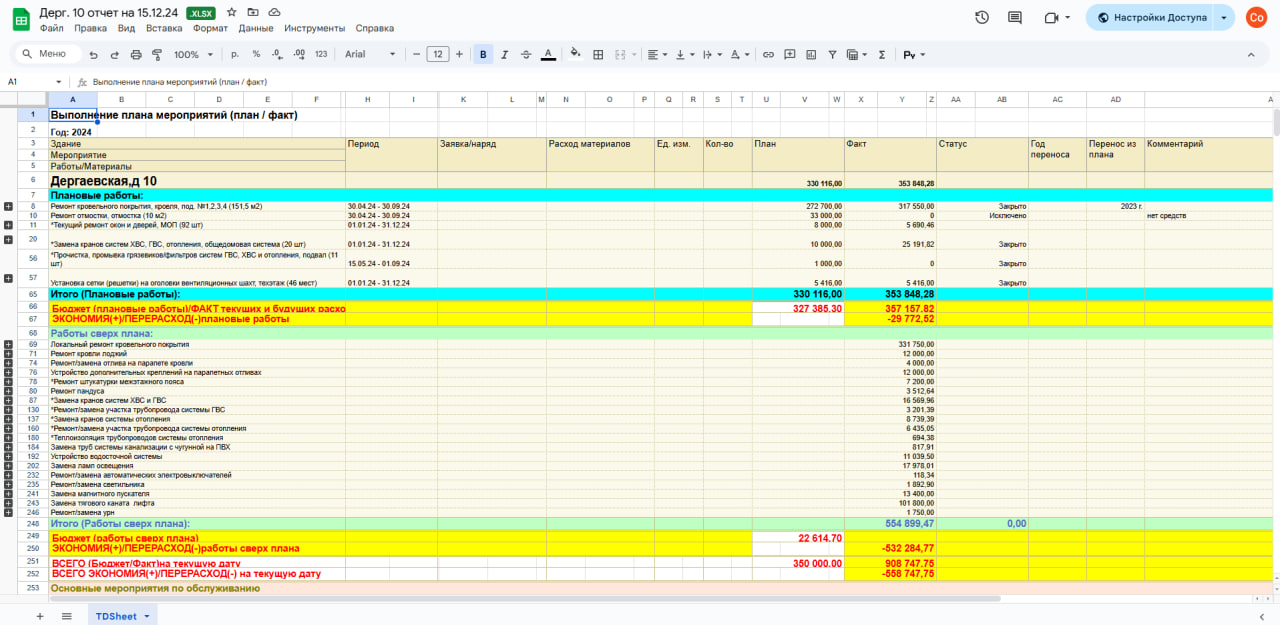 Дерг. 10 отчет на 15.12.24 .XLSX
Файл Правка Вид Вставка Формат Данные Инструменты Справка
Настройки Доступа
Co
Меню 100% р. % .0 .00 123 Arial 12 B I A Σ
A1 fx Выполнение плана мероприятий (план / факт)
A B C D E F H I K L M N O P Q R S T U V W X Y Z AA AB AC AD A
1 Выполнение плана мероприятий (план / факт)
2 Год: 2024
3 Здание Период Заявка/наряд Расход материалов Ед. изм. Кол-во План Факт Статус Год переноса Перенос из плана Комментарий
4 Мероприятие
5 Работы/Материалы
6 Дергаевская,д 10 330 116,00 353 848,28
7 Плановые работы:
8 Ремонт кровельного покрытия, кровля, под. №1,2,3,4 (151,5 м2) 30.04.24 - 30.09.24 272 700,00 317 550,00 Закрыто 2023 г.
10 Ремонт отмостки, отмостка (10 м2) 30.04.24 - 30.09.24 33 000,00 0 Исключено нет средств
11 *Текущий ремонт окон и дверей, МОП (92 шт) 01.01.24 - 31.12.24 8 000,00 5 690,46
20 *Замена кранов систем ХВС, ГВС, отопления, общедомовая система (20 шт) 01.01.24 - 31.12.24 10 000,00 25 191,82 Закрыто
56 *Прочистка, промывка грязевиков/фильтров систем ГВС, ХВС и отопления, подвал (11 шт) 15.05.24 - 01.09.24 1 000,00 0 Закрыто
57 Установка сетки (решетки) на оголовки вентиляционных шахт, техэтаж (46 мест) 01.01.24 - 31.12.24 5 416,00 5 416,00 Закрыто
65 Итого (Плановые работы): 330 116,00 353 848,28
66 Бюджет (плановые работы)/ФАКТ текущих и будущих расхо 327 385,30 357 157,82
67 ЭКОНОМИЯ(+)/ПЕРЕРАСХОД(-)плановые работы -29 772,52
68 Работы сверх плана:
69 Локальный ремонт кровельного покрытия 331 750,00
71 Ремонт кровли лоджий 12 000,00
74 Ремонт/замена отлива на парапете кровли 4 000,00
76 Устройство дополнительных креплений на парапетных отливах 12 000,00
78 *Ремонт штукатурки межэтажного пояса 7 200,00
80 Ремонт пандуса 3 512,64
87 *Замена кранов систем ХВС и ГВС 16 569,96
130 *Ремонт/замена участка трубопровода системы ГВС 3 201,39
137 *Замена кранов системы отопления 8 739,39
160 *Ремонт/замена участка трубопровода системы отопления 6 435,05
180 *Теплоизоляция трубопроводов системы отопления 694,38
184 Замена труб системы канализации с чугунной на ПВХ 817,91
192 Устройство водосточной системы 11 039,50
202 Замена ламп освещения 17 978,01
232 Ремонт/замена автоматических электровыключателей 118,34
235 Ремонт/замена светильника 1 892,90
241 Замена магнитного пускателя 13 400,00
243 Замена тягового каната лифта 101 800,00
246 Ремонт/замена урн 1 750,00
248 Итого (Работы сверх плана): 554 899,47 0,00
249 Бюджет (работы сверх плана) 22 614,70
250 ЭКОНОМИЯ(+)/ПЕРЕРАСХОД(-)работы сверх плана -532 284,77
251 ВСЕГО (Бюджет/Факт)на текущую дату 350 000,00 908 747,75
252 ВСЕГО ЭКОНОМИЯ(+)/ПЕРЕРАСХОД(-) на текущую дату -558 747,75
253 Основные мероприятия по обслуживанию
TDSheet